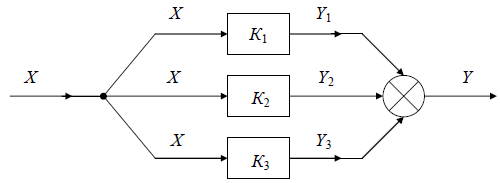 X K₁ Y₁
X X K₂ Y₂ Y
X K₃ Y₃